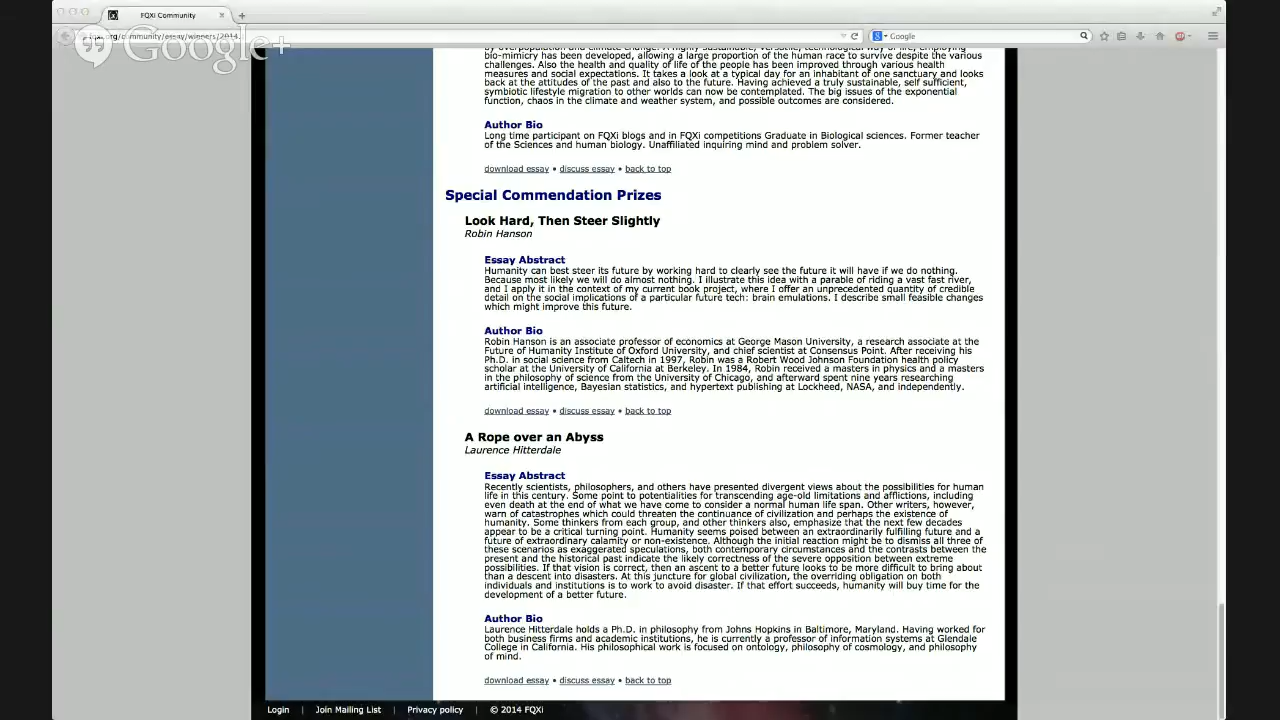 FQXi Community
.org/community/essay/winners/2014.
Google
Google+
by over population and climate change. A highly sustainable, versatile, technological way of life, employing
bio-mimicry has been developed, allowing a large proportion of the human race to survive despite the various
challenges. Also the health and quality of life of the people has been improved through various health
measures and social expectations. It takes a look at a typical day for an inhabitant of one sanctuary and looks
back at the attitudes of the past and also to the future. Having achieved a truly sustainable, self sufficient,
symbiotic lifestyle migration to other worlds can now be contemplated. The big issues of the exponential
function, chaos in the climate and weather system, and possible outcomes are considered.
Author Bio
Long time participant on FQXi blogs and in FQXi competitions Graduate in Biological sciences. Former teacher
of the Sciences and human biology. Unaffiliated inquiring mind and problem solver.
download essay • discuss essay • back to top
Special Commendation Prizes
Look Hard, Then Steer Slightly
Robin Hanson
Essay Abstract
Humanity can best steer its future by working hard to clearly see the future it will have if we do nothing.
Because most likely we will do almost nothing. I illustrate this idea with a parable of riding a vast fast river,
and I apply it in the context of my current book project, where I offer an unprecedented quantity of credible
detail on the social implications of a particular future tech: brain emulations. I describe small feasible changes
which might improve this future.
Author Bio
Robin Hanson is an associate professor of economics at George Mason University, a research associate at the
Future of Humanity Institute of Oxford University, and chief scientist at Consensus Point. After receiving his
Ph.D. in social science from Caltech in 1997, Robin was a Robert Wood Johnson Foundation health policy
scholar at the University of California at Berkeley. In 1984, Robin received a masters in physics and a masters
in the philosophy of science from the University of Chicago, and afterward spent nine years researching
artificial intelligence, Bayesian statistics, and hypertext publishing at Lockheed, NASA, and independently.
download essay • discuss essay • back to top
A Rope over an Abyss
Laurence Hitterdale
Essay Abstract
Recently scientists, philosophers, and others have presented divergent views about the possibilities for human
life in this century. Some point to potentialities for transcending age-old limitations and afflictions, including
even death at the end of what we have come to consider a normal human life span. Other writers, however,
warn of catastrophes which could threaten the continuance of civilization and perhaps the existence of
humanity. Some thinkers from each group, and other thinkers also, emphasize that the next few decades
appear to be a critical turning point. Humanity seems poised between an extraordinarily fulfilling future and a
future of extraordinary calamity or non-existence. Although the initial reaction might be to dismiss all three of
these scenarios as exaggerated speculations, both contemporary circumstances and the contrasts between the
present and the historical past indicate the likely correctness of the severe opposition between extreme
possibilities. If that vision is correct, then an ascent to a better future looks to be more difficult to bring about
than a descent into disasters. At this juncture for global civilization, the overriding obligation on both
individuals and institutions is to work to avoid disaster. If that effort succeeds, humanity will buy time for the
development of a better future.
Author Bio
Laurence Hitterdale holds a Ph.D. in philosophy from Johns Hopkins in Baltimore, Maryland. Having worked for
both business firms and academic institutions, he is currently a professor of information systems at Glendale
College in California. His philosophical work is focused on ontology, philosophy of cosmology, and philosophy
of mind.
download essay • discuss essay • back to top
Login | Join Mailing List | Privacy policy | © 2014 FQXi